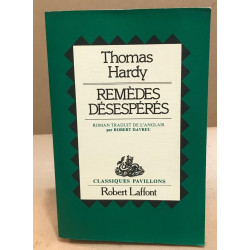 Thomas
Hardy
REMÈDES
DÉSESPÉRÉS
ROMAN TRADUIT DE L'ANGLAIS
par ROBERT DAVREU
CLASSIQUES PAVILLONS
Robert Laffont